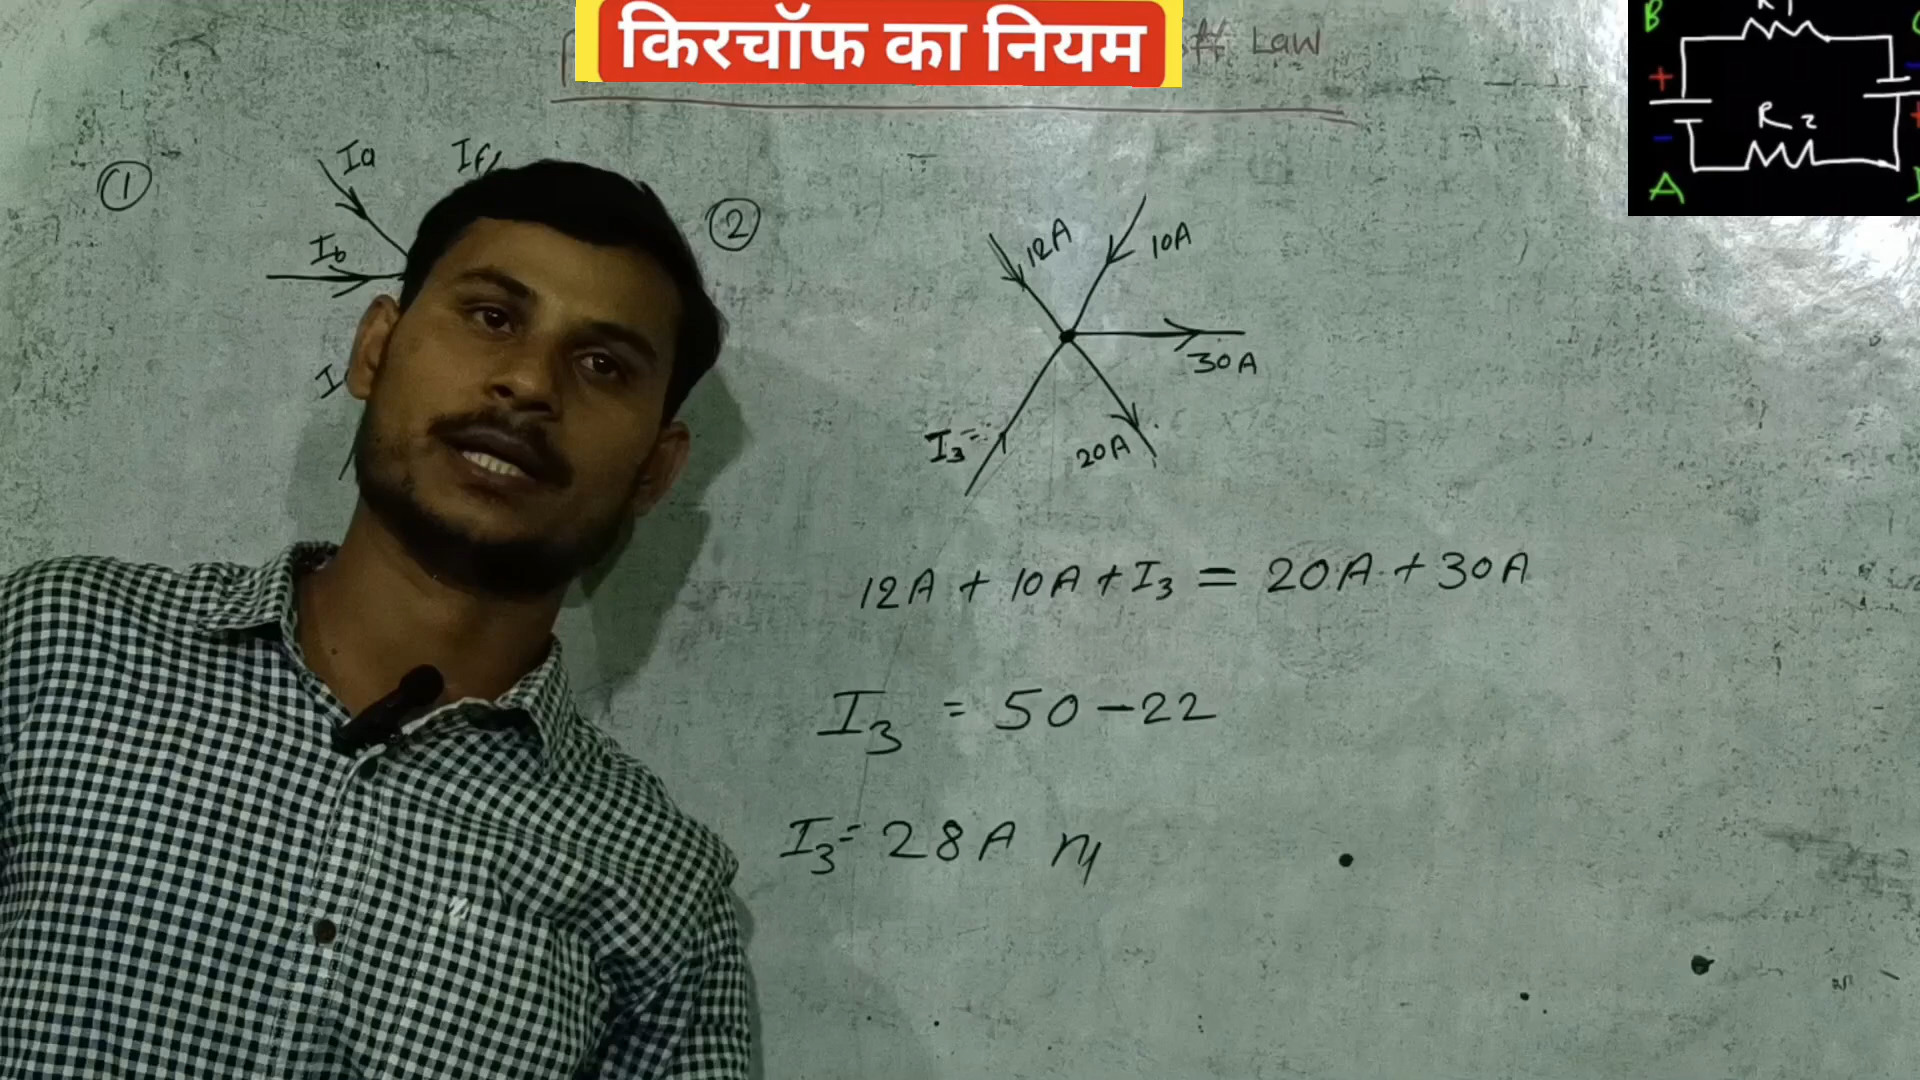 किरचॉफ का नियम
Law
B R1
+
-
R2
+
A
① Ia
Ib
I
②
12A 10A
30A
I3 =
20A
12A + 10A + I3 = 20A + 30A
I3 = 50 - 22
I3 = 28A